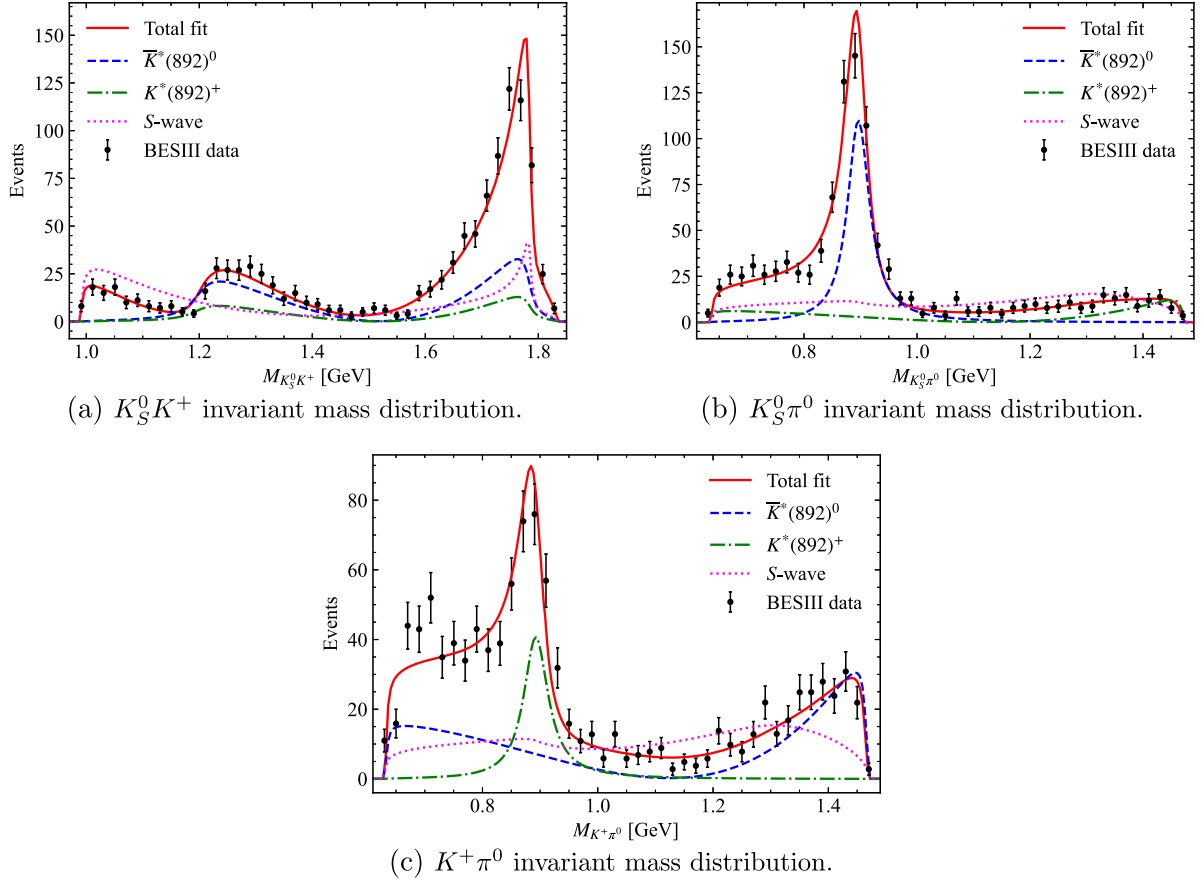 Total fit
K̅*(892)⁰
K*(892)⁺
S-wave
BESIII data
Events
150
125
100
75
50
25
0
1.0 1.2 1.4 1.6 1.8
M_{K_S^0 K^+} [GeV]
(a) K_S^0 K^+ invariant mass distribution.
Total fit
K̅*(892)⁰
K*(892)⁺
S-wave
BESIII data
Events
175
150
125
100
75
50
25
0
0.8 1.0 1.2 1.4
M_{K_S^0 π^0} [GeV]
(b) K_S^0 π^0 invariant mass distribution.
Total fit
K̅*(892)⁰
K*(892)⁺
S-wave
BESIII data
Events
80
60
40
20
0
0.8 1.0 1.2 1.4
M_{K^+ π^0} [GeV]
(c) K^+ π^0 invariant mass distribution.